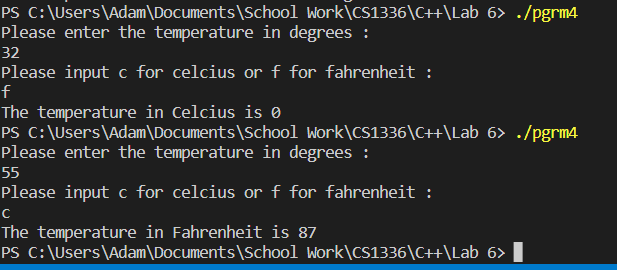 PS C:\Users\Adam\Documents\School Work\CS1336\C++\Lab 6> ./pgrm4
Please enter the temperature in degrees :
32
Please input c for celcius or f for fahrenheit :
f
The temperature in Celcius is 0
PS C:\Users\Adam\Documents\School Work\CS1336\C++\Lab 6> ./pgrm4
Please enter the temperature in degrees :
55
Please input c for celcius or f for fahrenheit :
c
The temperature in Fahrenheit is 87
PS C:\Users\Adam\Documents\School Work\CS1336\C++\Lab 6>